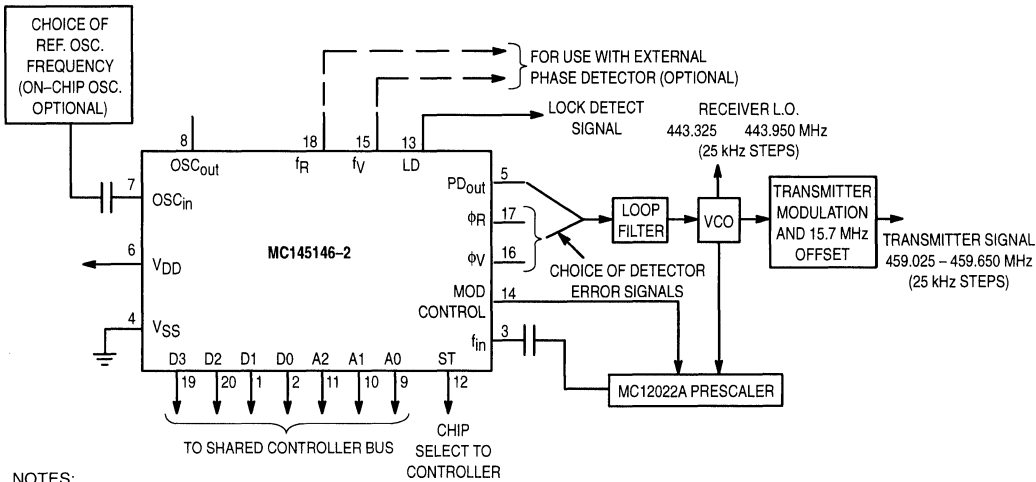 CHOICE OF
REF. OSC.
FREQUENCY
(ON–CHIP OSC.
OPTIONAL)
FOR USE WITH EXTERNAL
PHASE DETECTOR (OPTIONAL)
LOCK DETECT
SIGNAL
RECEIVER L.O.
443.325 443.950 MHz
(25 kHz STEPS)
8
18
15
13
OSCout
fR
fV
LD
7
OSCin
PDout
5
ϕR
17
ϕV
16
LOOP
FILTER
VCO
TRANSMITTER
MODULATION
AND 15.7 MHz
OFFSET
TRANSMITTER SIGNAL
459.025 – 459.650 MHz
(25 kHz STEPS)
MC145146–2
6
VDD
CHOICE OF DETECTOR
ERROR SIGNALS
MOD
CONTROL
14
4
VSS
fin
3
D3 D2 D1 D0 A2 A1 A0 ST
19 20 1 2 11 10 9 12
MC12022A PRESCALER
TO SHARED CONTROLLER BUS
CHIP
SELECT TO
CONTROLLER
NOTES: